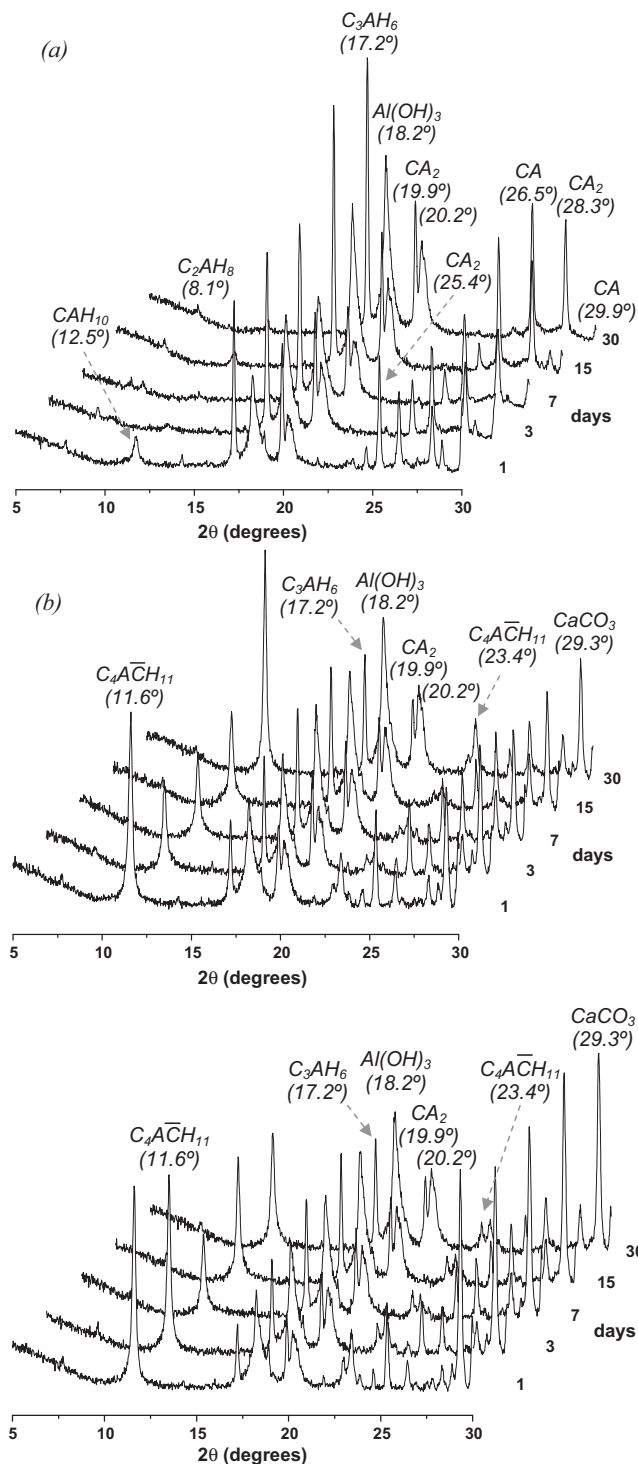 (a)
C₃AH₆
(17.2º)
Al(OH)₃
(18.2º)
CA₂
(19.9º)
(20.2º)
CA
(26.5º)
CA₂
(28.3º)
C₂AH₈
(8.1º)
CA₂
(25.4º)
CAH₁₀
(12.5º)
CA
(29.9º)
30
15
7
days
3
1
5 10 15 20 25 30
2θ (degrees)
(b)
C₃AH₆
(17.2º)
Al(OH)₃
(18.2º)
CA₂
(19.9º)
(20.2º)
C₄AC̅H₁₁
(23.4º)
CaCO₃
(29.3º)
C₄AC̅H₁₁
(11.6º)
30
15
7
days
3
1
5 10 15 20 25 30
2θ (degrees)
CaCO₃
(29.3º)
C₃AH₆
(17.2º)
Al(OH)₃
(18.2º)
C₄AC̅H₁₁
(23.4º)
CA₂
(19.9º)
(20.2º)
C₄AC̅H₁₁
(11.6º)
30
15
7
days
3
1
5 10 15 20 25 30
2θ (degrees)